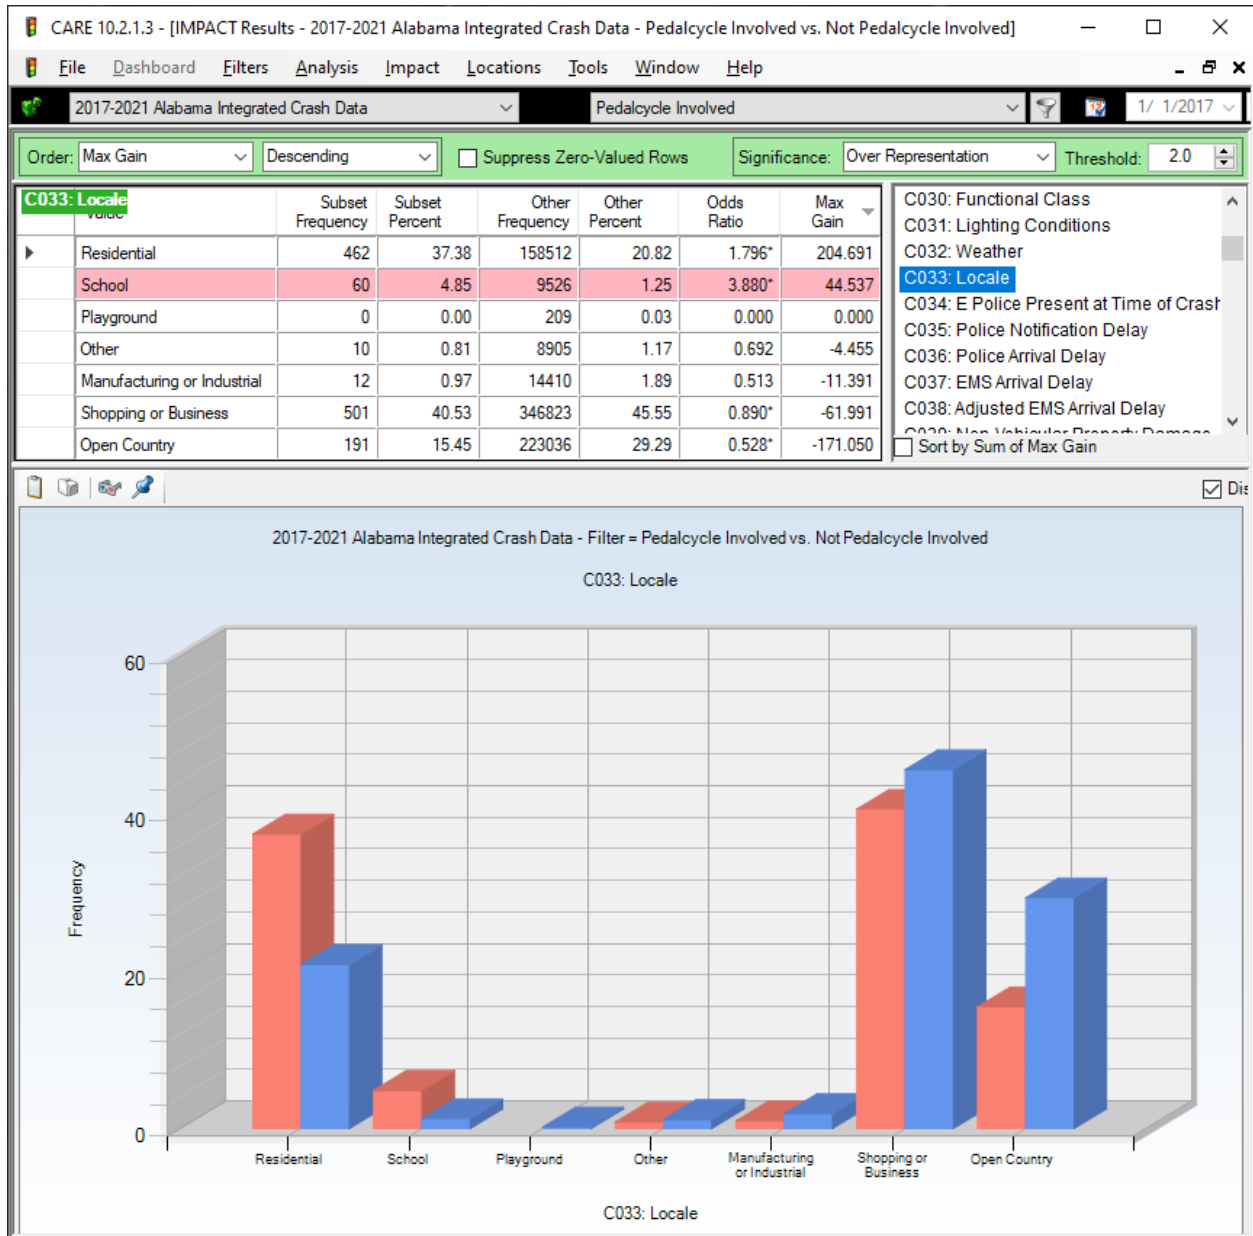 CARE 10.2.1.3 - [IMPACT Results - 2017-2021 Alabama Integrated Crash Data - Pedalcycle Involved vs. Not Pedalcycle Involved]
File Dashboard Filters Analysis Impact Locations Tools Window Help
2017-2021 Alabama Integrated Crash Data Pedalcycle Involved 1/ 1/2017
Order: Max Gain Descending Suppress Zero-Valued Rows Significance: Over Representation Threshold: 2.0
C033: Locale
Subset Frequency Subset Percent Other Frequency Other Percent Odds Ratio Max Gain
Residential 462 37.38 158512 20.82 1.796* 204.691
School 60 4.85 9526 1.25 3.880* 44.537
Playground 0 0.00 209 0.03 0.000 0.000
Other 10 0.81 8905 1.17 0.692 -4.455
Manufacturing or Industrial 12 0.97 14410 1.89 0.513 -11.391
Shopping or Business 501 40.53 346823 45.55 0.890* -61.991
Open Country 191 15.45 223036 29.29 0.528* -171.050
C030: Functional Class
C031: Lighting Conditions
C032: Weather
C033: Locale
C034: E Police Present at Time of Crash
C035: Police Notification Delay
C036: Police Arrival Delay
C037: EMS Arrival Delay
C038: Adjusted EMS Arrival Delay
Sort by Sum of Max Gain
Dis
2017-2021 Alabama Integrated Crash Data - Filter = Pedalcycle Involved vs. Not Pedalcycle Involved
C033: Locale
60
40
20
0
Frequency
Residential
School
Playground
Other
Manufacturing
or Industrial
Shopping or
Business
Open Country
C033: Locale